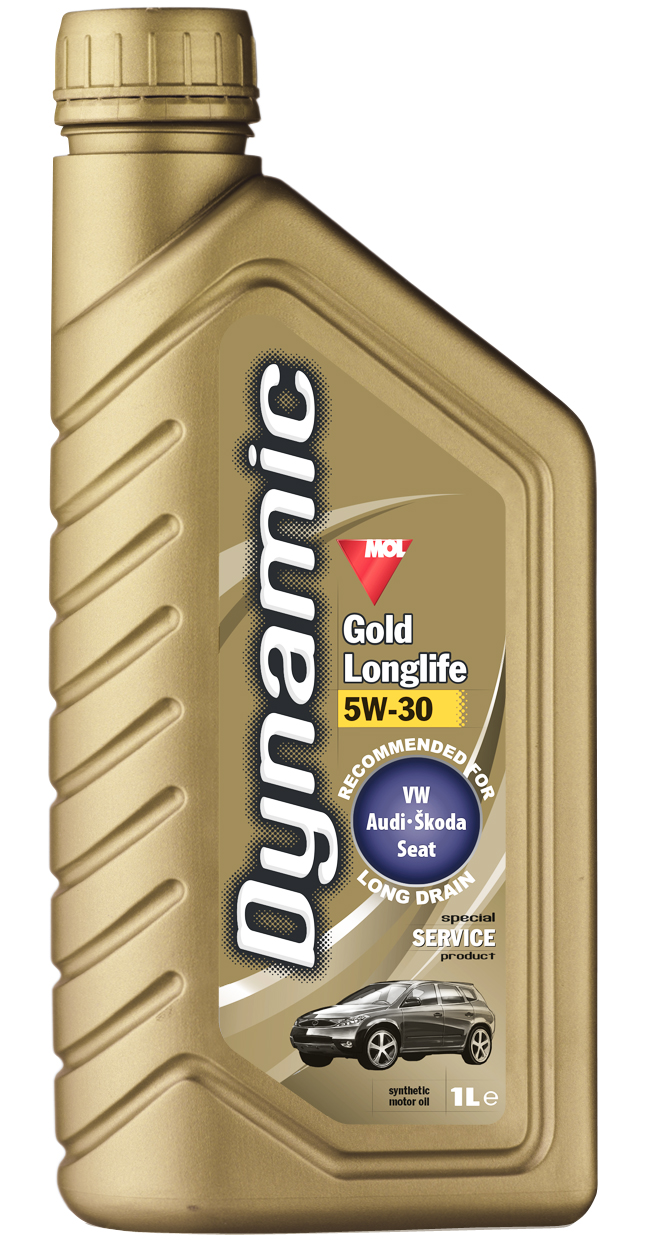 Dynamic
MOL
Gold
Longlife
5W-30
RECOMMENDED FOR
VW
Audi·Škoda
Seat
LONG DRAIN
special
SERVICE
product
synthetic
motor oil
1L e